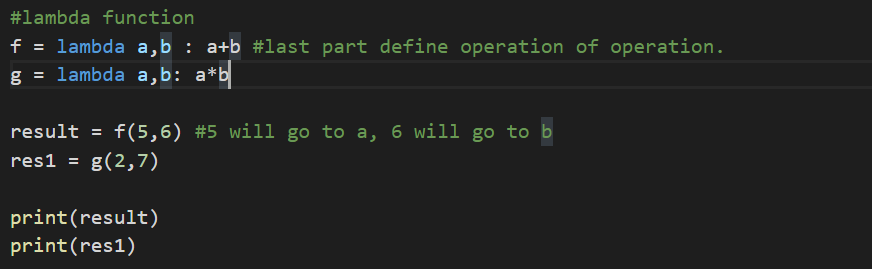 #lambda function
f = lambda a,b : a+b #last part define operation of operation.
g = lambda a,b: a*b
result = f(5,6) #5 will go to a, 6 will go to b
res1 = g(2,7)
print(result)
print(res1)